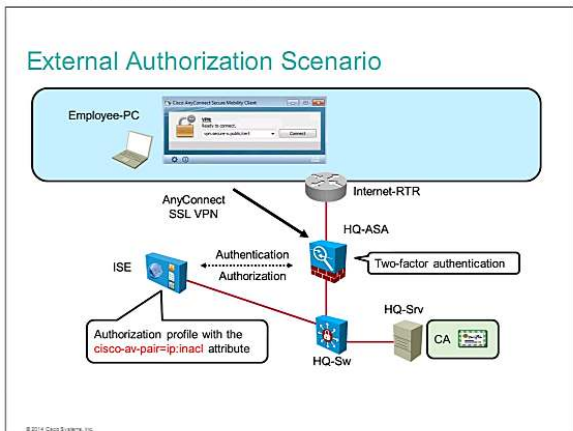 External Authorization Scenario
Employee-PC
Cisco AnyConnect Secure Mobility Client
VPN:
Ready to connect.
Connect
Internet-RTR
AnyConnect
SSL VPN
HQ-ASA
Authentication
Authorization
Two-factor authentication
ISE
HQ-Srv
Authorization profile with the
cisco-av-pair=ip:inacl attribute
CA
HQ-Sw
© 2014 Cisco Systems, Inc.